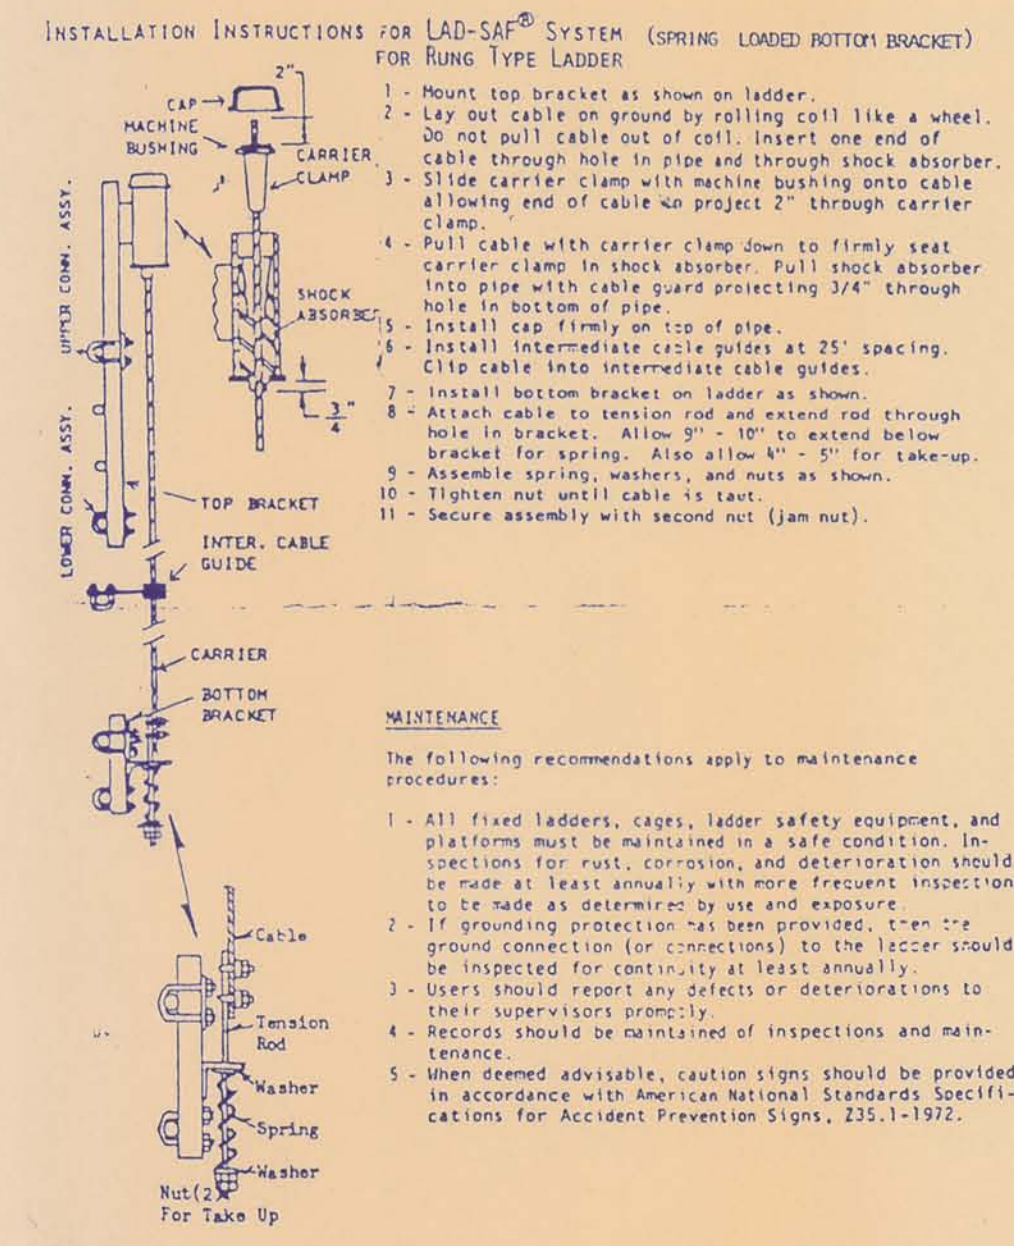 INSTALLATION INSTRUCTIONS FOR LAD-SAF® SYSTEM (SPRING LOADED BOTTOM BRACKET)
FOR RUNG TYPE LADDER
2"
CAP
MACHINE
BUSHING
CARRIER
CLAMP
SHOCK
ABSORBER
3"
4
UPPER CONN. ASSY.
LOWER CONN. ASSY.
TOP BRACKET
INTER. CABLE
GUIDE
CARRIER
BOTTOM
BRACKET
Cable
Tension
Rod
Washer
Spring
Washer
Nut(2)
For Take Up
1 - Mount top bracket as shown on ladder.
2 - Lay out cable on ground by rolling coil like a wheel.
Do not pull cable out of coil. Insert one end of
cable through hole in pipe and through shock absorber.
3 - Slide carrier clamp with machine bushing onto cable
allowing end of cable to project 2" through carrier
clamp.
4 - Pull cable with carrier clamp down to firmly seat
carrier clamp in shock absorber. Pull shock absorber
into pipe with cable guard projecting 3/4" through
hole in bottom of pipe.
5 - Install cap firmly on top of pipe.
6 - Install intermediate cable guides at 25' spacing.
Clip cable into intermediate cable guides.
7 - Install bottom bracket on ladder as shown.
8 - Attach cable to tension rod and extend rod through
hole in bracket. Allow 9" - 10" to extend below
bracket for spring. Also allow 4" - 5" for take-up.
9 - Assemble spring, washers, and nuts as shown.
10 - Tighten nut until cable is taut.
11 - Secure assembly with second nut (jam nut).
MAINTENANCE
The following recommendations apply to maintenance
procedures:
1 - All fixed ladders, cages, ladder safety equipment, and
platforms must be maintained in a safe condition. In-
spections for rust, corrosion, and deterioration should
be made at least annually with more frequent inspection
to be made as determined by use and exposure.
2 - If grounding protection has been provided, then the
ground connection (or connections) to the ladder should
be inspected for continuity at least annually.
3 - Users should report any defects or deteriorations to
their supervisors promptly.
4 - Records should be maintained of inspections and main-
tenance.
5 - When deemed advisable, caution signs should be provided
in accordance with American National Standards Specifi-
cations for Accident Prevention Signs, Z35.1-1972.